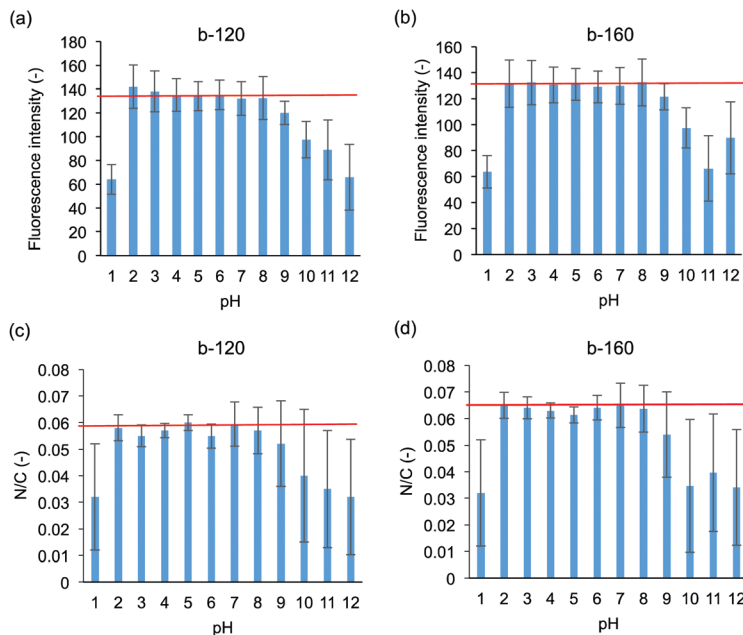 (a)
b-120
Fluorescence intensity (-)
180
160
140
120
100
80
60
40
20
0
1 2 3 4 5 6 7 8 9 10 11 12
pH
(b)
b-160
Fluorescence intensity (-)
160
140
120
100
80
60
40
20
0
1 2 3 4 5 6 7 8 9 10 11 12
pH
(c)
b-120
N/C (-)
0.08
0.07
0.06
0.05
0.04
0.03
0.02
0.01
0
1 2 3 4 5 6 7 8 9 10 11 12
pH
(d)
b-160
N/C (-)
0.08
0.07
0.06
0.05
0.04
0.03
0.02
0.01
0
1 2 3 4 5 6 7 8 9 10 11 12
pH